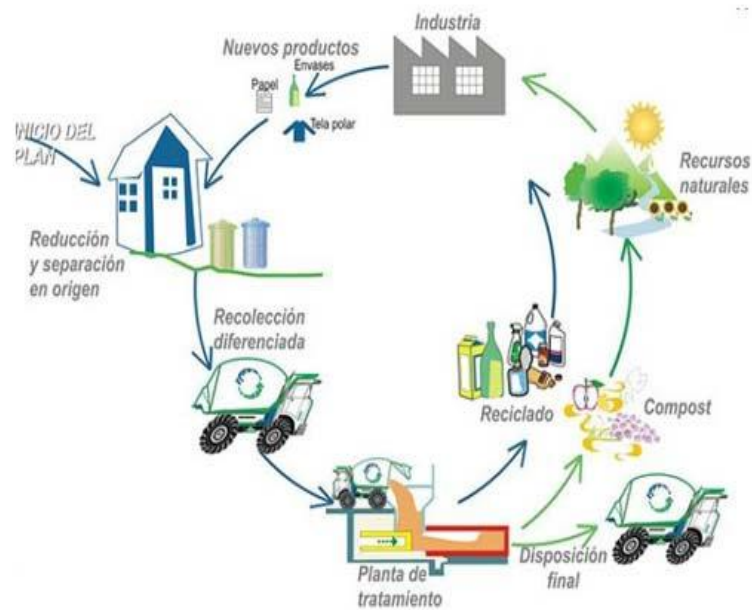 Industria
Nuevos productos
Envases
Papel
Tela polar
INICIO DEL
PLAN
Recursos
naturales
Reducción
y separación
en origen
Recolección
diferenciada
Reciclado
Compost
Planta de
tratamiento
Disposición
final